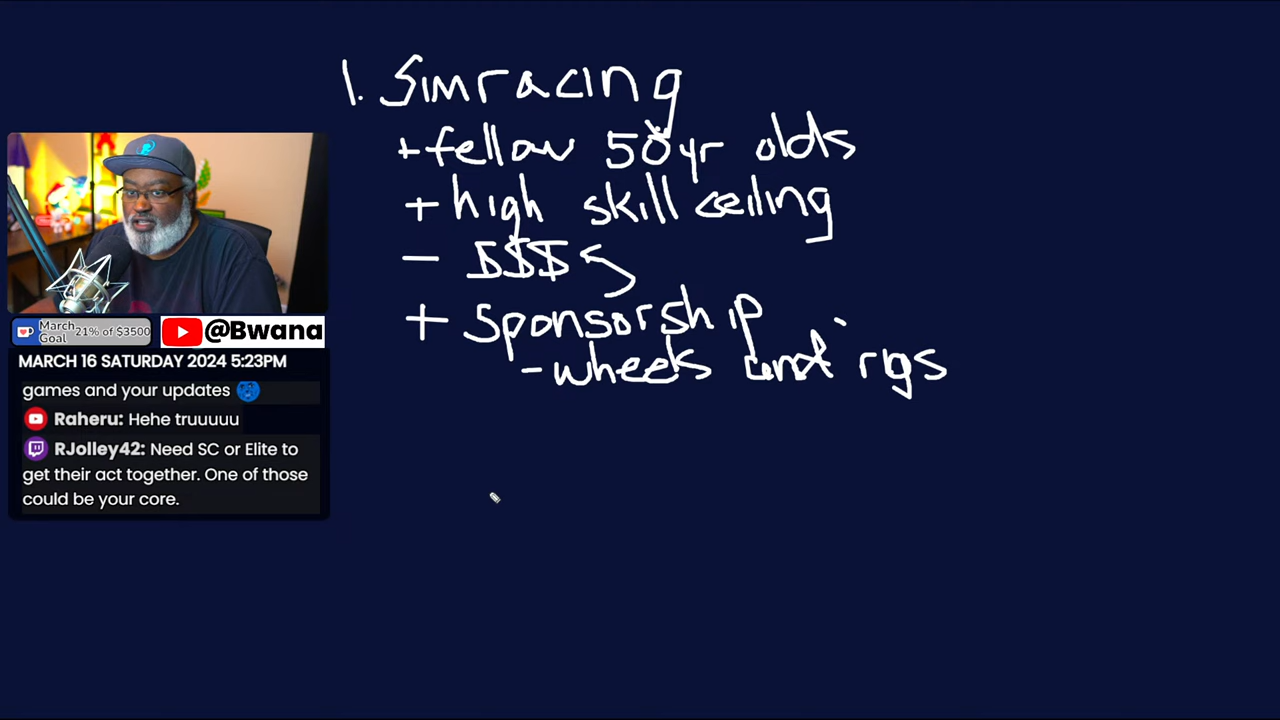 1. Simracing
+fellow 50yr olds
+ high skill ceiling
- $$$
+ Sponsorship
- wheels and rigs
March
Goal
21% of $3500
@Bwana
MARCH 16 SATURDAY 2024 5:23PM
games and your updates
Raheru: Hehe truuuuu
RJolley42: Need SC or Elite to
get their act together. One of those
could be your core.